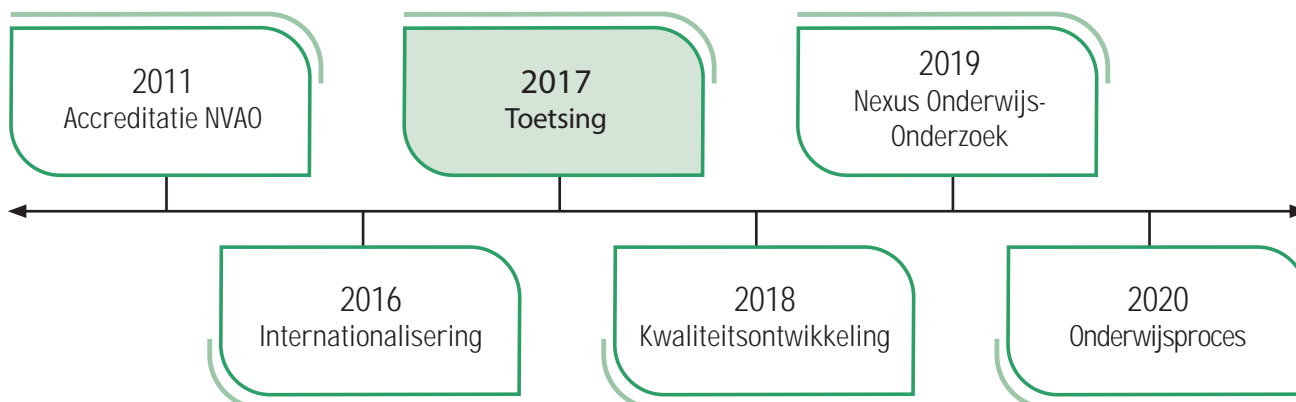 2011
Accreditatie NVAO
2017
Toetsing
2019
Nexus Onderwijs-
Onderzoek
2016
Internationalisering
2018
Kwaliteitsontwikkeling
2020
Onderwijsproces